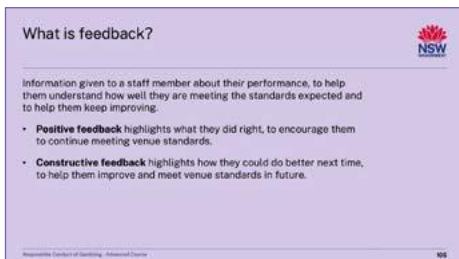 What is feedback?
NSW
GOVERNMENT
Information given to a staff member about their performance, to help
them understand how well they are meeting the standards expected and
to help them keep improving.
• Positive feedback highlights what they did right, to encourage them
to continue meeting venue standards.
• Constructive feedback highlights how they could do better next time,
to help them improve and meet venue standards in future.
Responsible Conduct of Gambling - Advanced Course